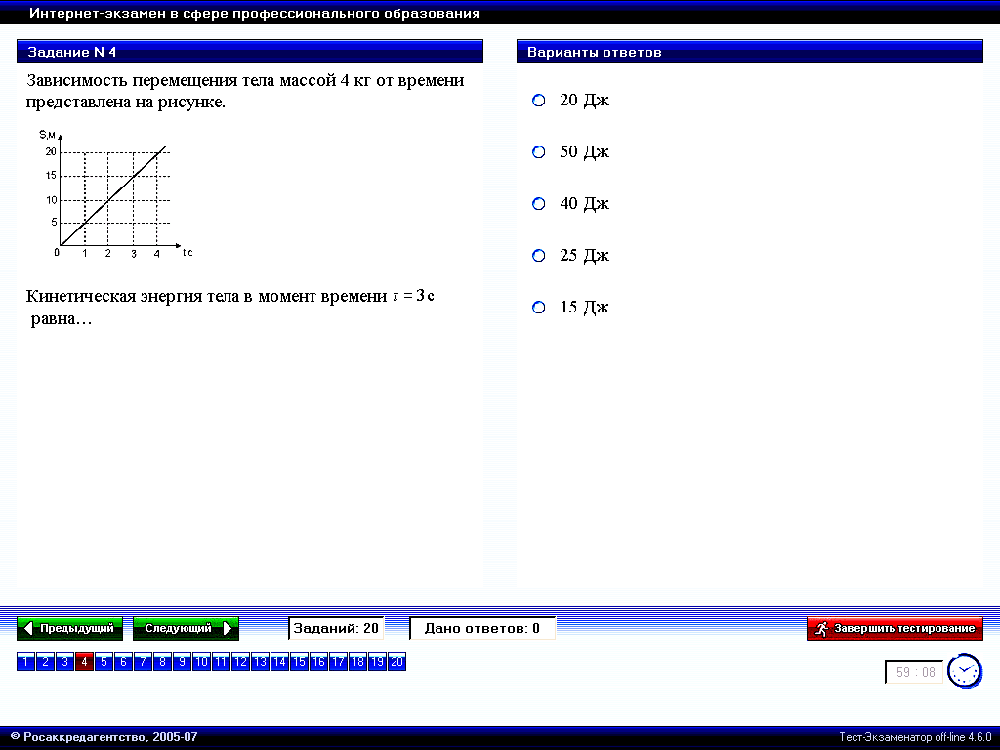 Интернет-экзамен в сфере профессионального образования
Задание N 4
Зависимость перемещения тела массой 4 кг от времени
представлена на рисунке.
S,м
20
15
10
5
0 1 2 3 4 t,с
Кинетическая энергия тела в момент времени t = 3 с
равна…
Варианты ответов
20 Дж
50 Дж
40 Дж
25 Дж
15 Дж
Предыдущий Следующий Заданий: 20 Дано ответов: 0 Завершить тестирование
1 2 3 4 5 6 7 8 9 10 11 12 13 14 15 16 17 18 19 20
59 : 08
© Росаккредагентство, 2005-07 Тест-Экзаменатор off-line 4.6.0